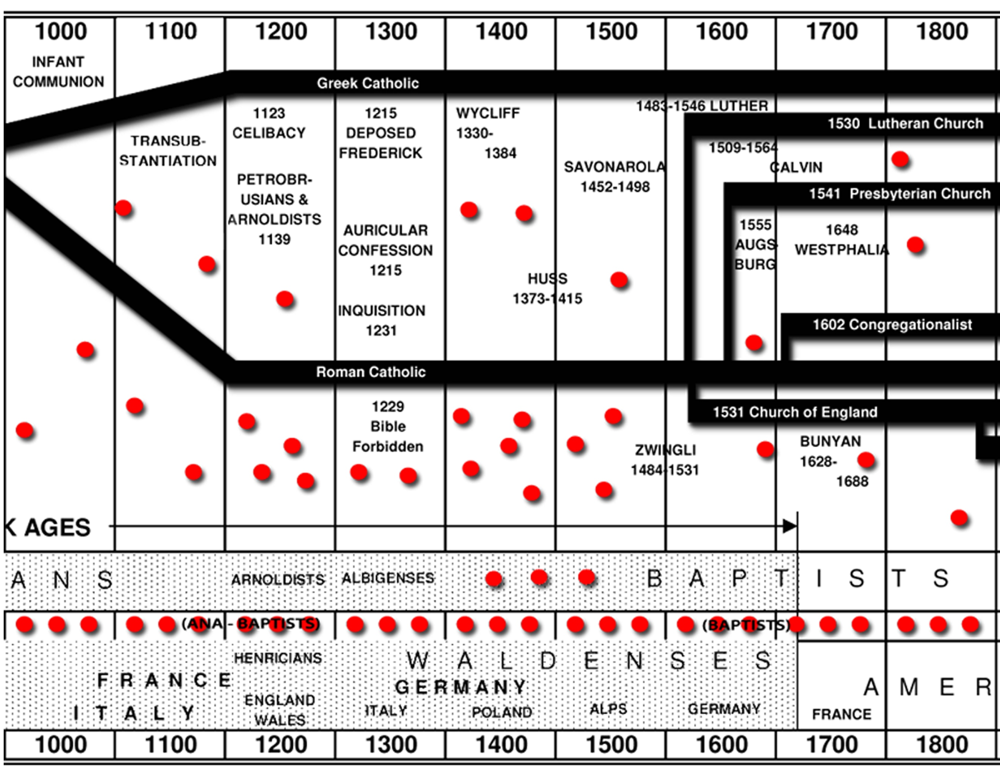 1000 1100 1200 1300 1400 1500 1600 1700 1800
INFANT
COMMUNION
Greek Catholic
1483-1546 LUTHER
1530 Lutheran Church
TRANSUB-
STANTIATION
1123
CELIBACY
PETROBR-
USIANS &
ARNOLDISTS
1139
1215
DEPOSED
FREDERICK
AURICULAR
CONFESSION
1215
INQUISITION
1231
WYCLIFF
1330-
1384
HUSS
1373-1415
SAVONAROLA
1452-1498
1509-1564
CALVIN
1541 Presbyterian Church
1555
AUGS-
BURG
1648
WESTPHALIA
1602 Congregationalist
Roman Catholic
1531 Church of England
1229
Bible
Forbidden
ZWINGLI
1484-1531
BUNYAN
1628-
1688
K AGES
A N S ARNOLDISTS ALBIGENSES B A P T I S T S
(ANA - BAPTISTS) (BAPTISTS)
HENRICIANS W A L D E N S E S
F R A N C E G E R M A N Y A M E R
I T A L Y ENGLAND
WALES
ITALY POLAND ALPS GERMANY FRANCE
1000 1100 1200 1300 1400 1500 1600 1700 1800